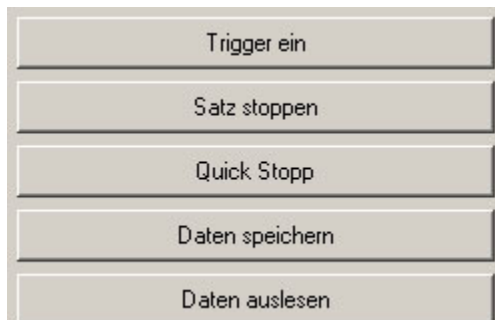 Trigger ein
Satz stoppen
Quick Stopp
Daten speichern
Daten auslesen